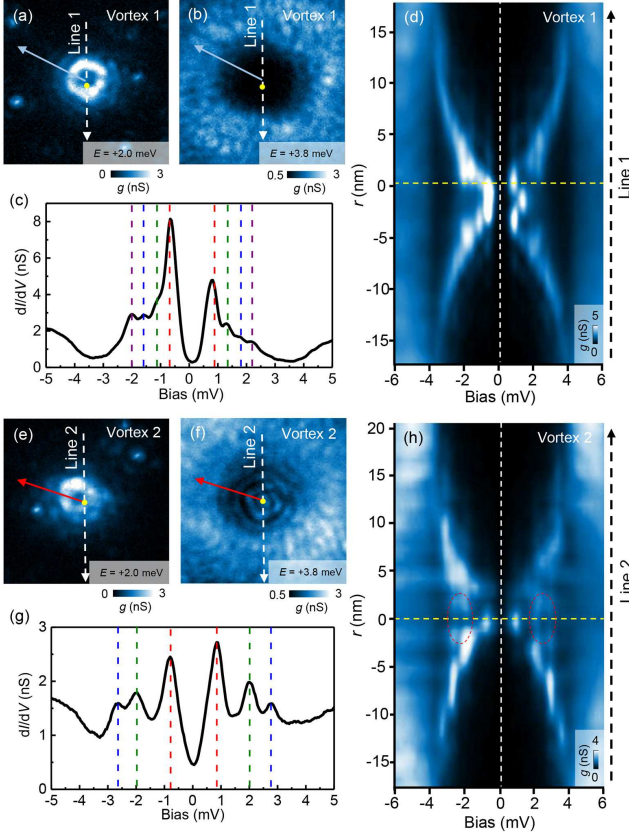 (a) Vortex 1
Line 1
E = +2.0 meV
0 3
g (nS)
(b) Vortex 1
Line 1
E = +3.8 meV
0.5 1
g (nS)
(c)
dI/dV (nS)
8
6
4
2
0
-5 -4 -3 -2 -1 0 1 2 3 4 5
Bias (mV)
(d) Vortex 1
r (nm)
15
10
5
0
-5
-10
-15
-6 -4 -2 0 2 4 6
Bias (mV)
5
0
g (nS)
Line 1
(e) Vortex 2
Line 2
E = +2.0 meV
0 3
g (nS)
(f) Vortex 2
Line 2
E = +3.8 meV
0.5 1
g (nS)
(g)
dI/dV (nS)
3
2
1
0
-5 -4 -3 -2 -1 0 1 2 3 4 5
Bias (mV)
(h) Vortex 2
r (nm)
20
15
10
5
0
-5
-10
-15
-6 -4 -2 0 2 4 6
Bias (mV)
4
0
g (nS)
Line 2